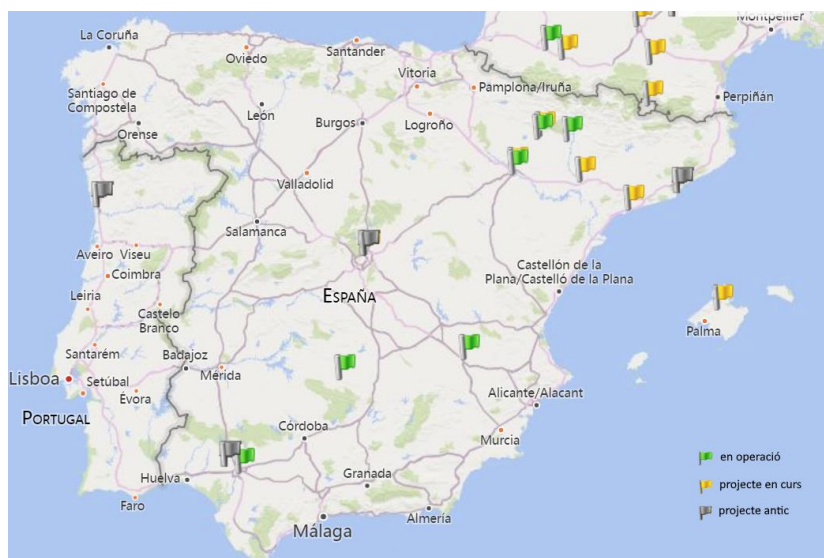 Montpellier
La Coruña
Oviedo
Santander
Vitoria
Pamplona/Iruña
Perpiñán
Santiago de
Compostela
León
Burgos
Logroño
Orense
Valladolid
Salamanca
Aveiro
Viseu
Coimbra
Castellón de la
Plana/Castelló de la Plana
ESPAÑA
Leiria
Castelo
Branco
Palma
Santarém
Badajoz
Mérida
Lisboa
Setúbal
Évora
Alicante/Alacant
PORTUGAL
Córdoba
Murcia
en operació
Huelva
Granada
projecte en curs
Faro
Málaga
Almería
projecte antic